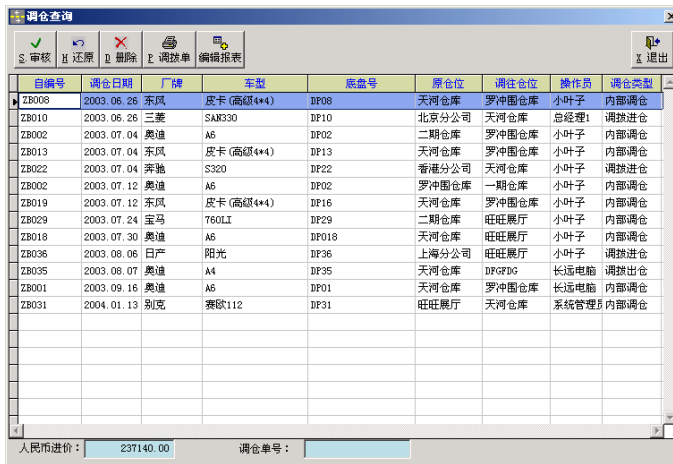 调仓查询
S.审核 H还原 D删除 P调拨单 编辑报表 X退出
自编号 调仓日期 厂牌 车型 底盘号 原仓位 调往仓位 操作员 调仓类型
ZB008 2003.06.26 东风 皮卡(高级4*4) DP08 天河仓库 罗冲围仓库 小叶子 内部调仓
ZB010 2003.06.26 三菱 SAN330 DP10 北京分公司 天河仓库 总经理1 调拨进仓
ZB002 2003.07.04 奥迪 A6 DP02 二期仓库 罗冲围仓库 小叶子 内部调仓
ZB013 2003.07.04 东风 皮卡(高级4*4) DP13 天河仓库 罗冲围仓库 小叶子 内部调仓
ZB022 2003.07.04 奔驰 S320 DP22 香港分公司 天河仓库 小叶子 调拨进仓
ZB002 2003.07.12 奥迪 A6 DP02 罗冲围仓库 一期仓库 小叶子 内部调仓
ZB019 2003.07.12 东风 皮卡(高级4*4) DP16 天河仓库 罗冲围仓库 小叶子 内部调仓
ZB029 2003.07.24 宝马 760LI DP29 二期仓库 旺旺展厅 小叶子 内部调仓
ZB018 2003.07.30 奥迪 A6 DP018 天河仓库 旺旺展厅 小叶子 内部调仓
ZB036 2003.08.06 日产 阳光 DP36 上海分公司 天河仓库 小叶子 调拨进仓
ZB035 2003.08.07 奥迪 A4 DP35 天河仓库 DFGFDG 长远电脑 调拨出仓
ZB001 2003.09.16 奥迪 A6 DP01 天河仓库 罗冲围仓库 长远电脑 内部调仓
ZB031 2004.01.13 别克 赛欧112 DP31 旺旺展厅 天河仓库 系统管理员 内部调仓
人民币进价： 237140.00 调仓单号：